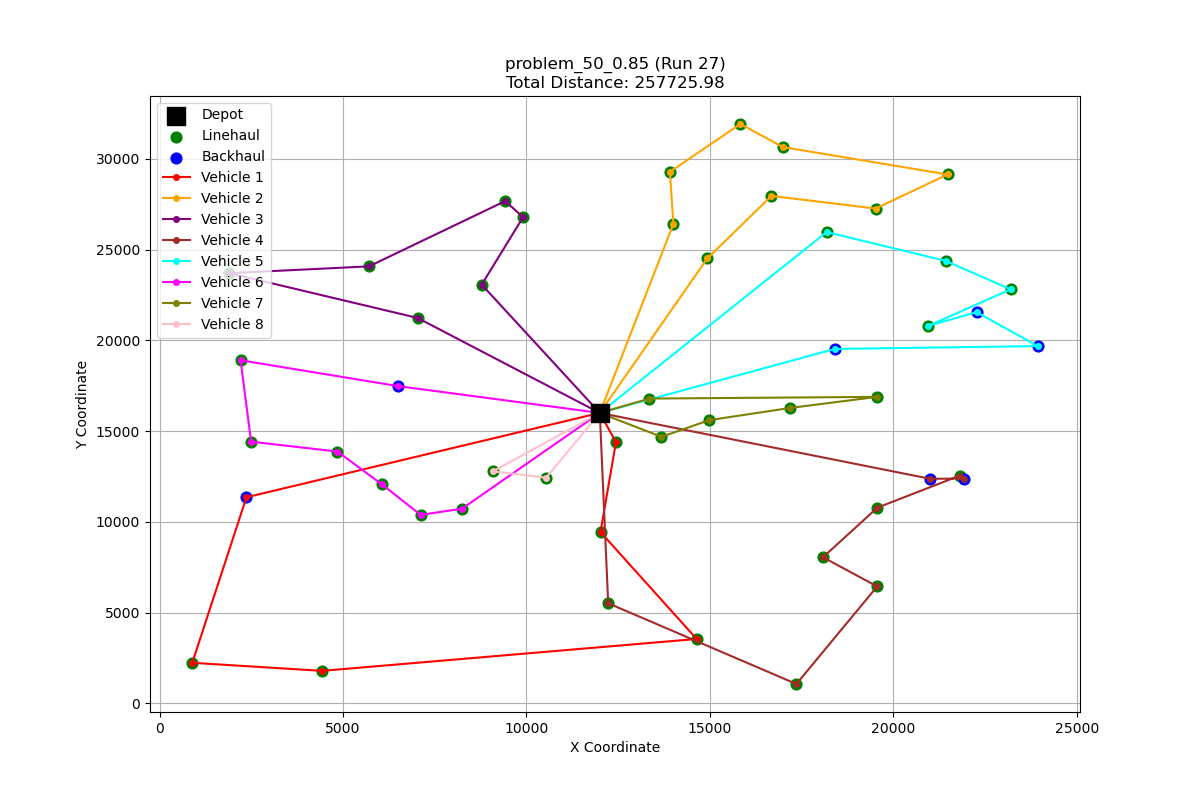 problem_50_0.85 (Run 27)
Total Distance: 257725.98
Depot
Linehaul
Backhaul
Vehicle 1
Vehicle 2
Vehicle 3
Vehicle 4
Vehicle 5
Vehicle 6
Vehicle 7
Vehicle 8
30000
25000
20000
15000
10000
5000
0
Y Coordinate
0
5000
10000
15000
20000
25000
X Coordinate